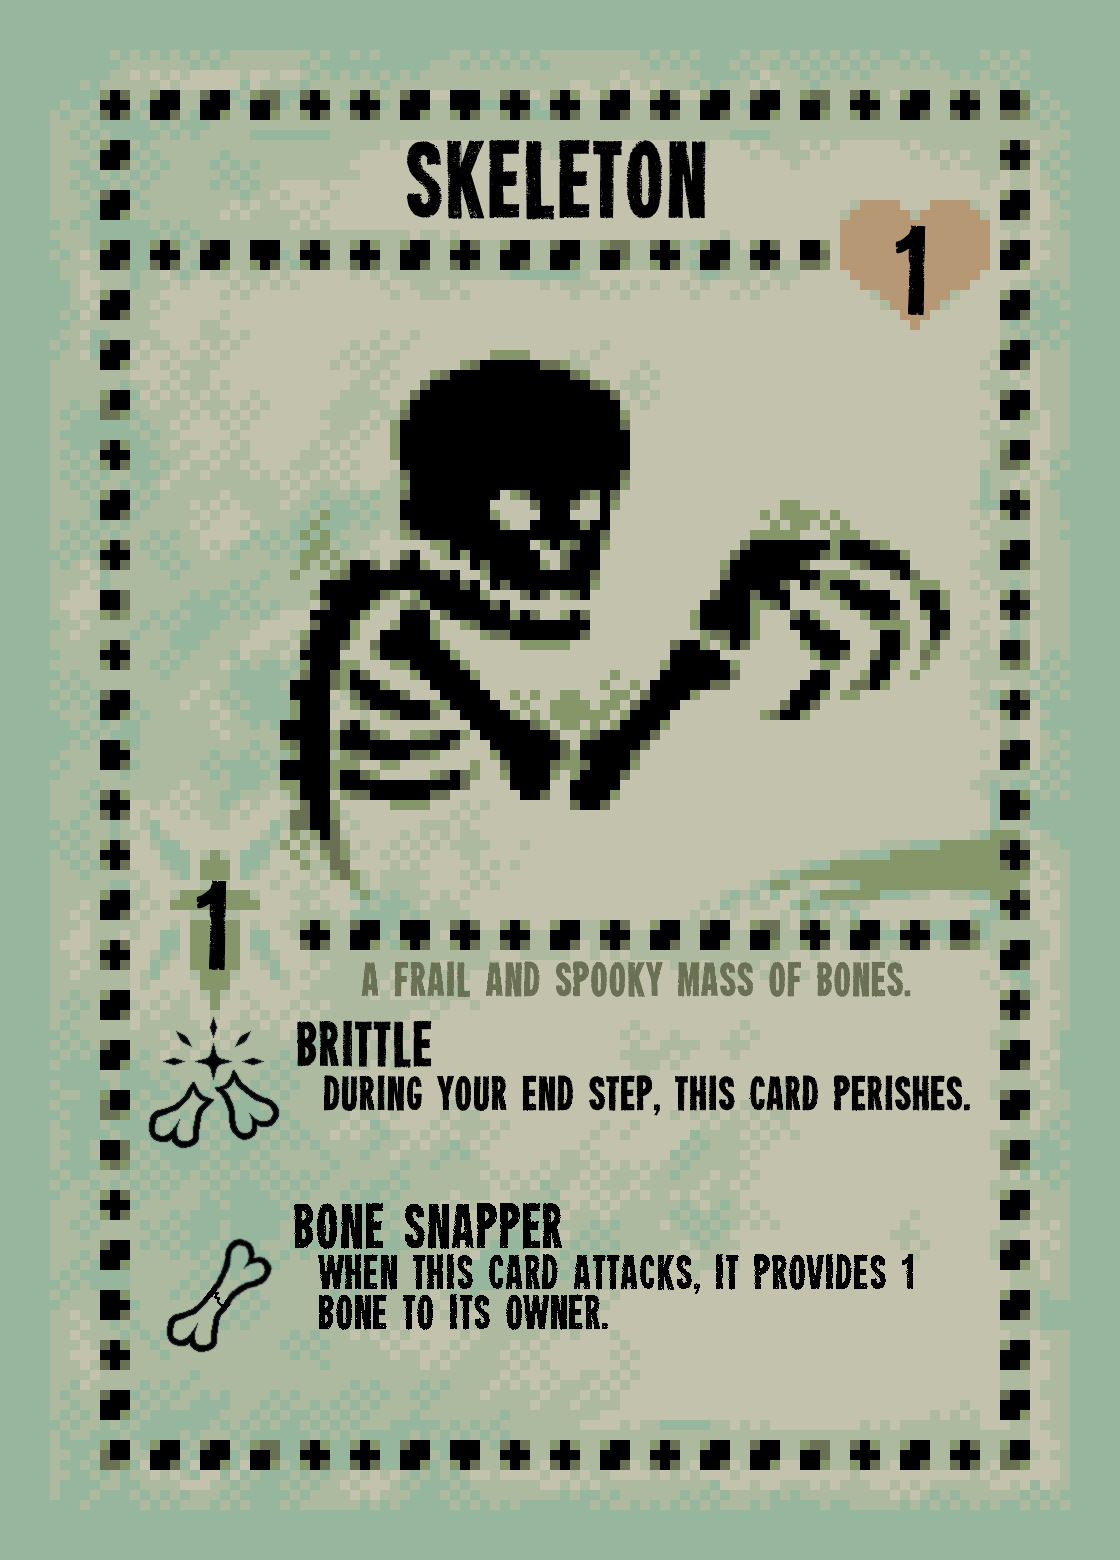 SKELETON
1
1
A FRAIL AND SPOOKY MASS OF BONES.
BRITTLE
DURING YOUR END STEP, THIS CARD PERISHES.
BONE SNAPPER
WHEN THIS CARD ATTACKS, IT PROVIDES 1
BONE TO ITS OWNER.